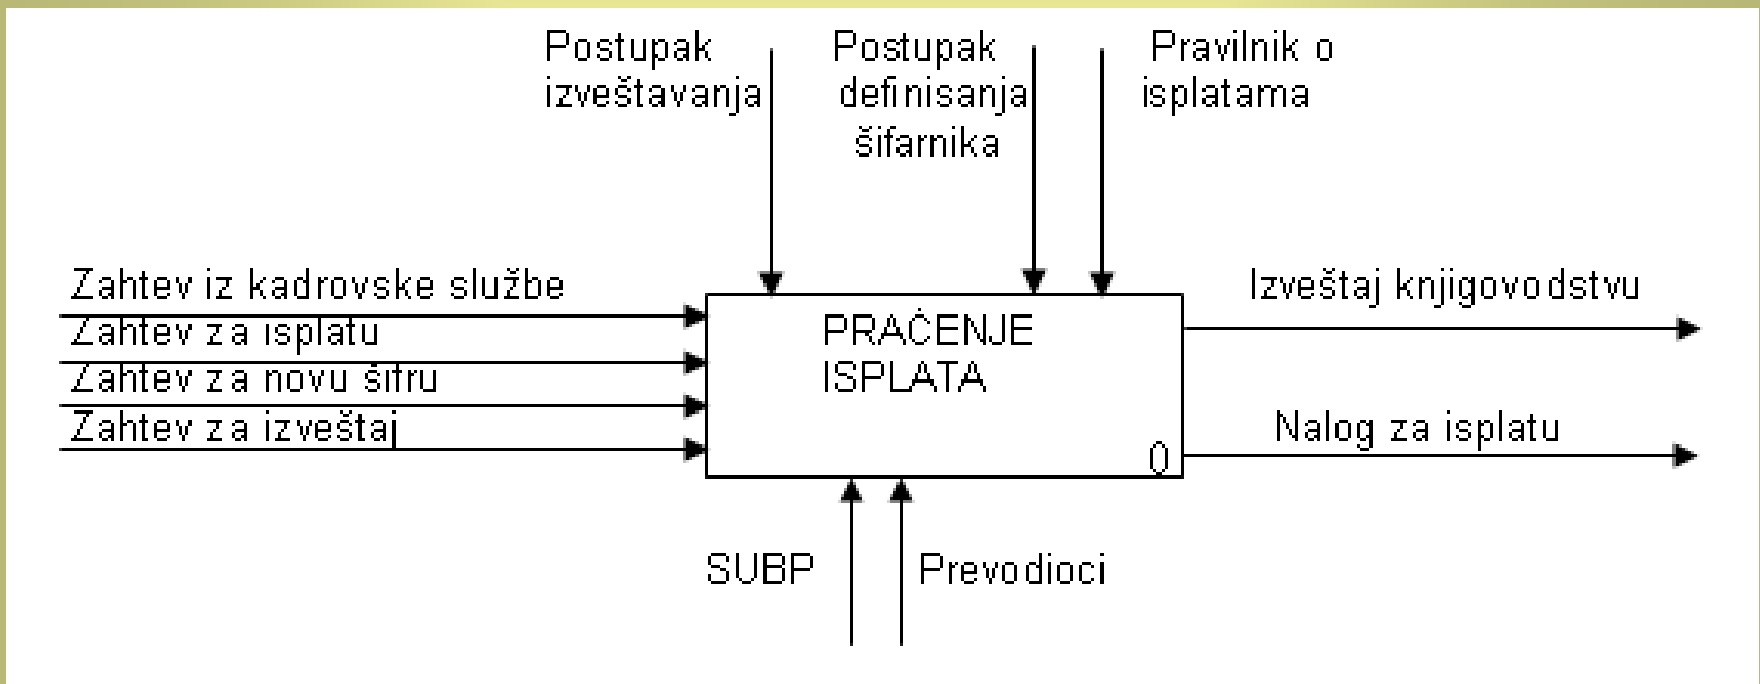 Postupak
izveštavanja
Postupak
definisanja
šifarnika
Pravilnik o
isplatama
Zahtev iz kadrovske službe
Zahtev za isplatu
Zahtev za novu šifru
Zahtev za izveštaj
PRAĆENJE
ISPLATA
0
Izveštaj knjigovodstvu
Nalog za isplatu
SUBP
Prevodioci